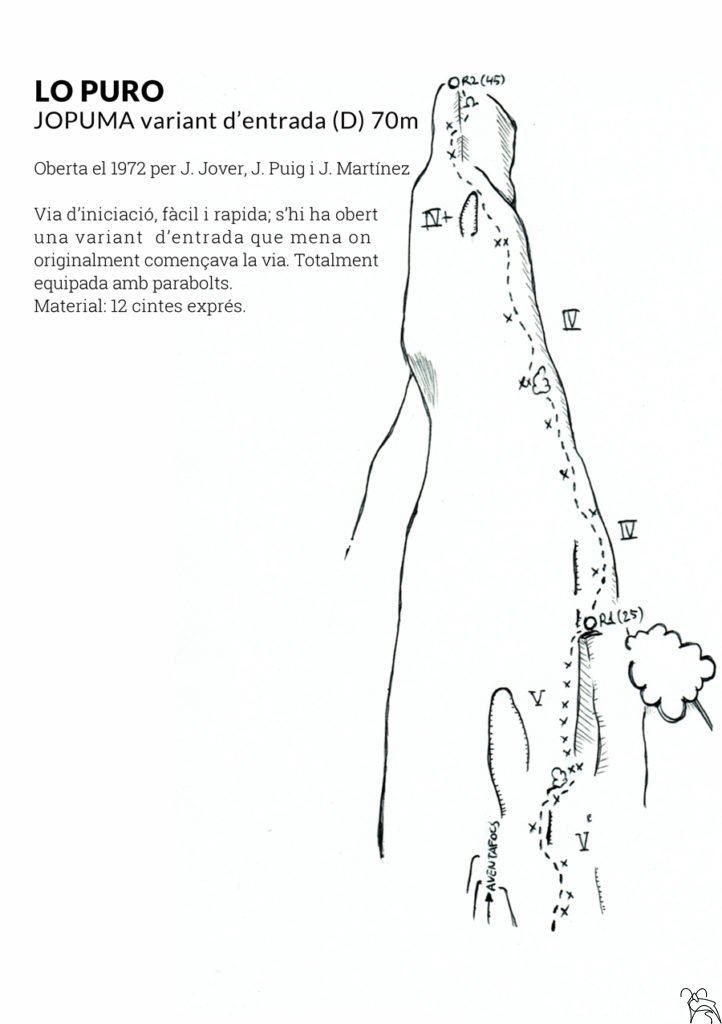 LO PURO
JOPUMA variant d'entrada (D) 70m
Oberta el 1972 per J. Jover, J. Puig i J. Martínez
Via d'iniciació, fàcil i rapida; s'hi ha obert
una variant d'entrada que mena on
originalment començava la via. Totalment
equipada amb parabolts.
Material: 12 cintes exprés.
R2 (45)
IV+
IV
IV
R1 (25)
V
V
AVENTAFOCS